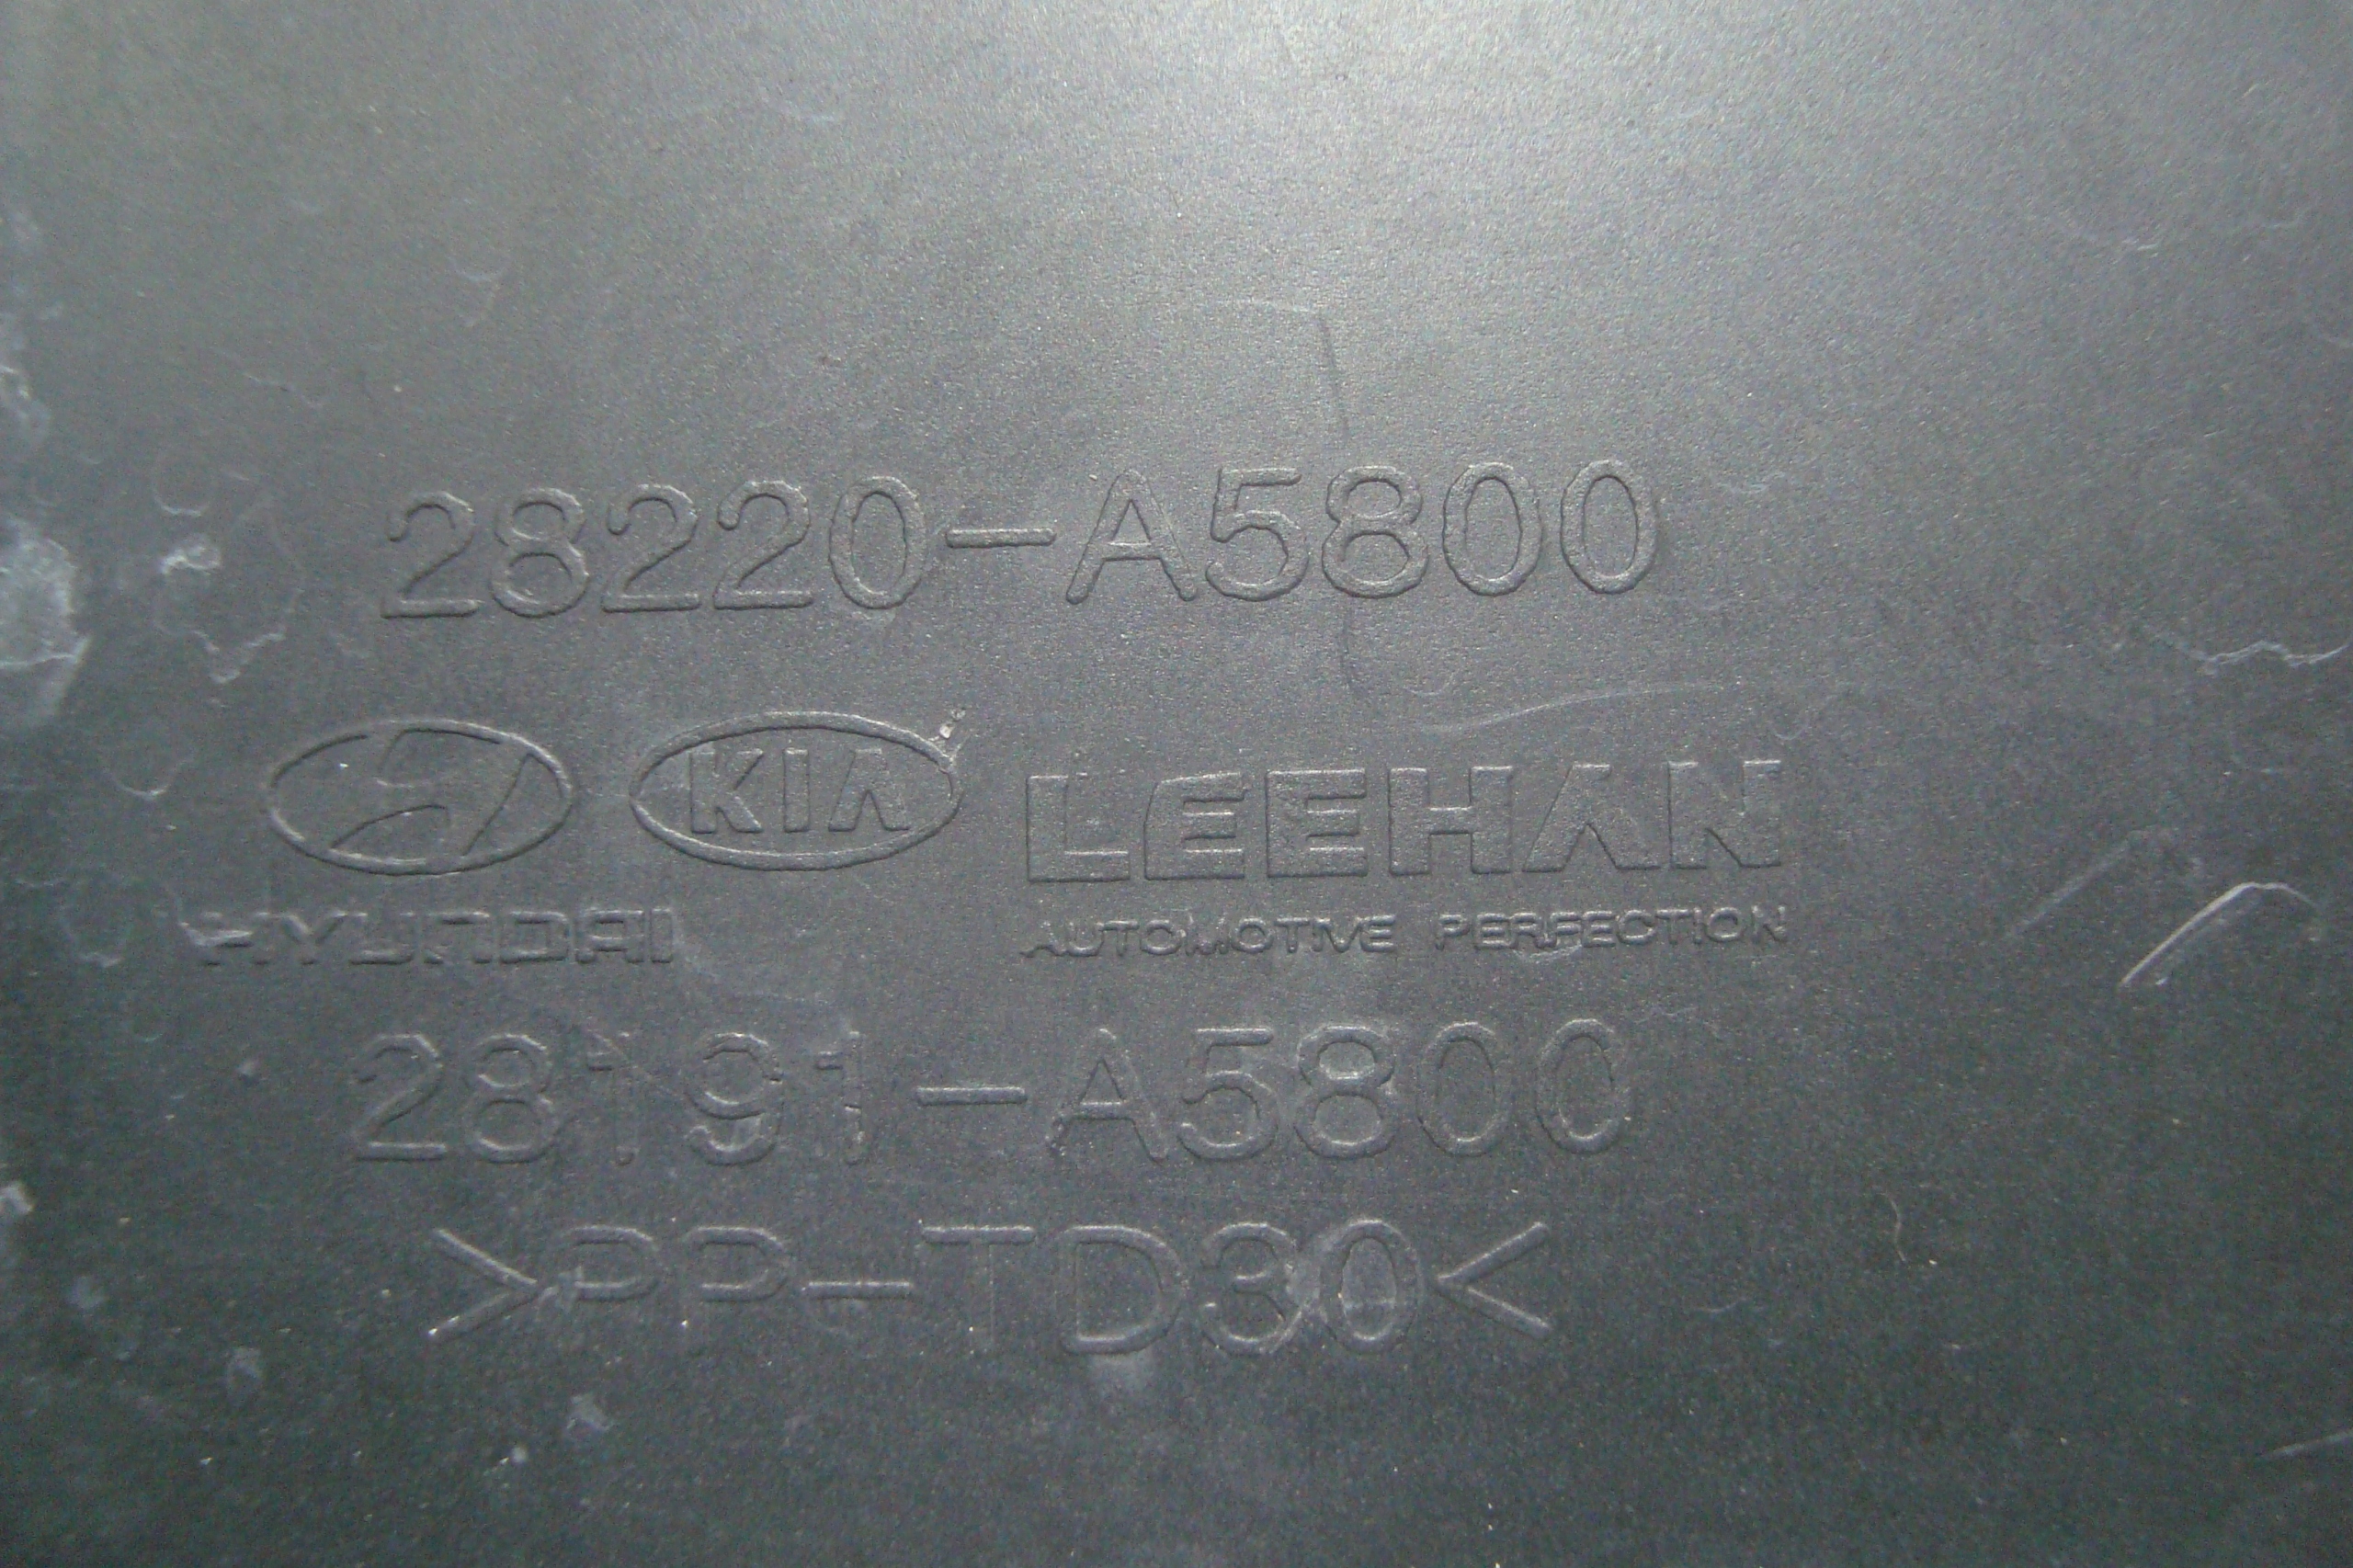 28220-A5800
KIA LEEHAN
HYUNDAI AUTOMOTIVE PERFECTION
28191-A5800
>PP-TD30<